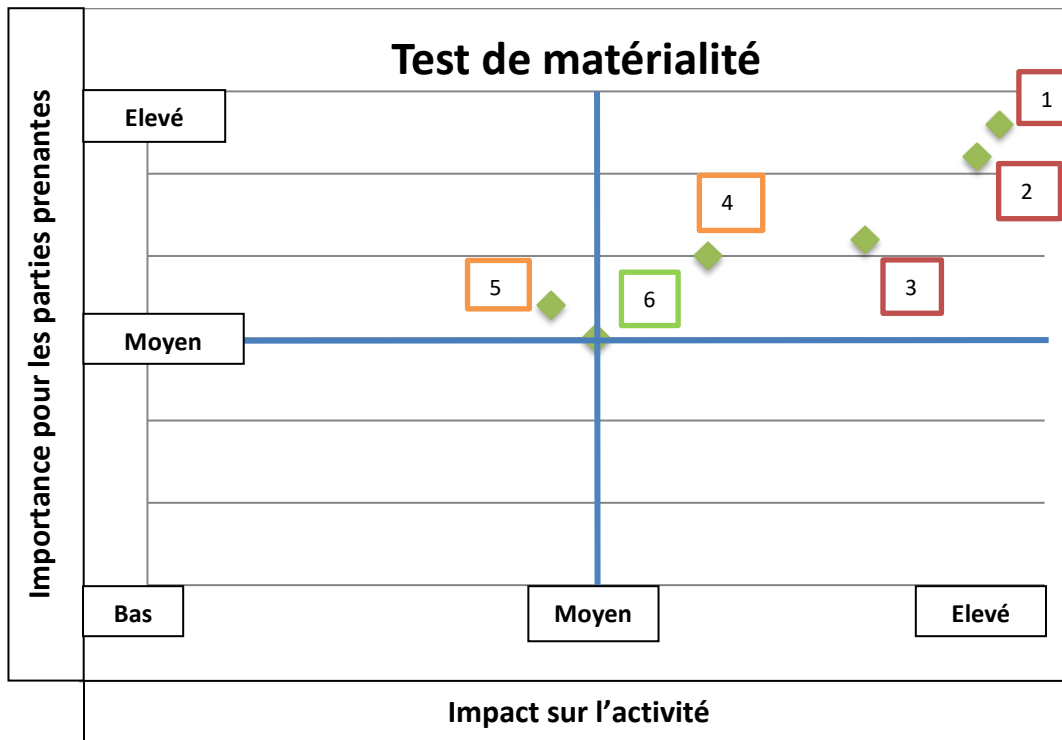 Test de matérialité
Importance pour les parties prenantes
Elevé
1
2
4
3
5
6
Moyen
Bas
Moyen
Elevé
Impact sur l’activité